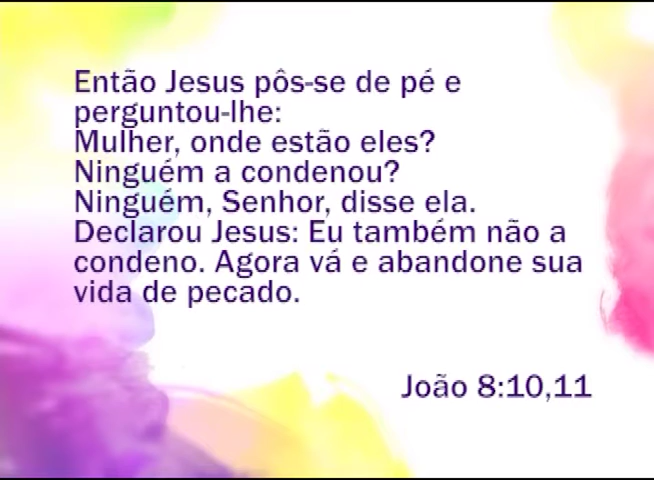 Então Jesus pôs-se de pé e
perguntou-lhe:
Mulher, onde estão eles?
Ninguém a condenou?
Ninguém, Senhor, disse ela.
Declarou Jesus: Eu também não a
condeno. Agora vá e abandone sua
vida de pecado.
João 8:10,11